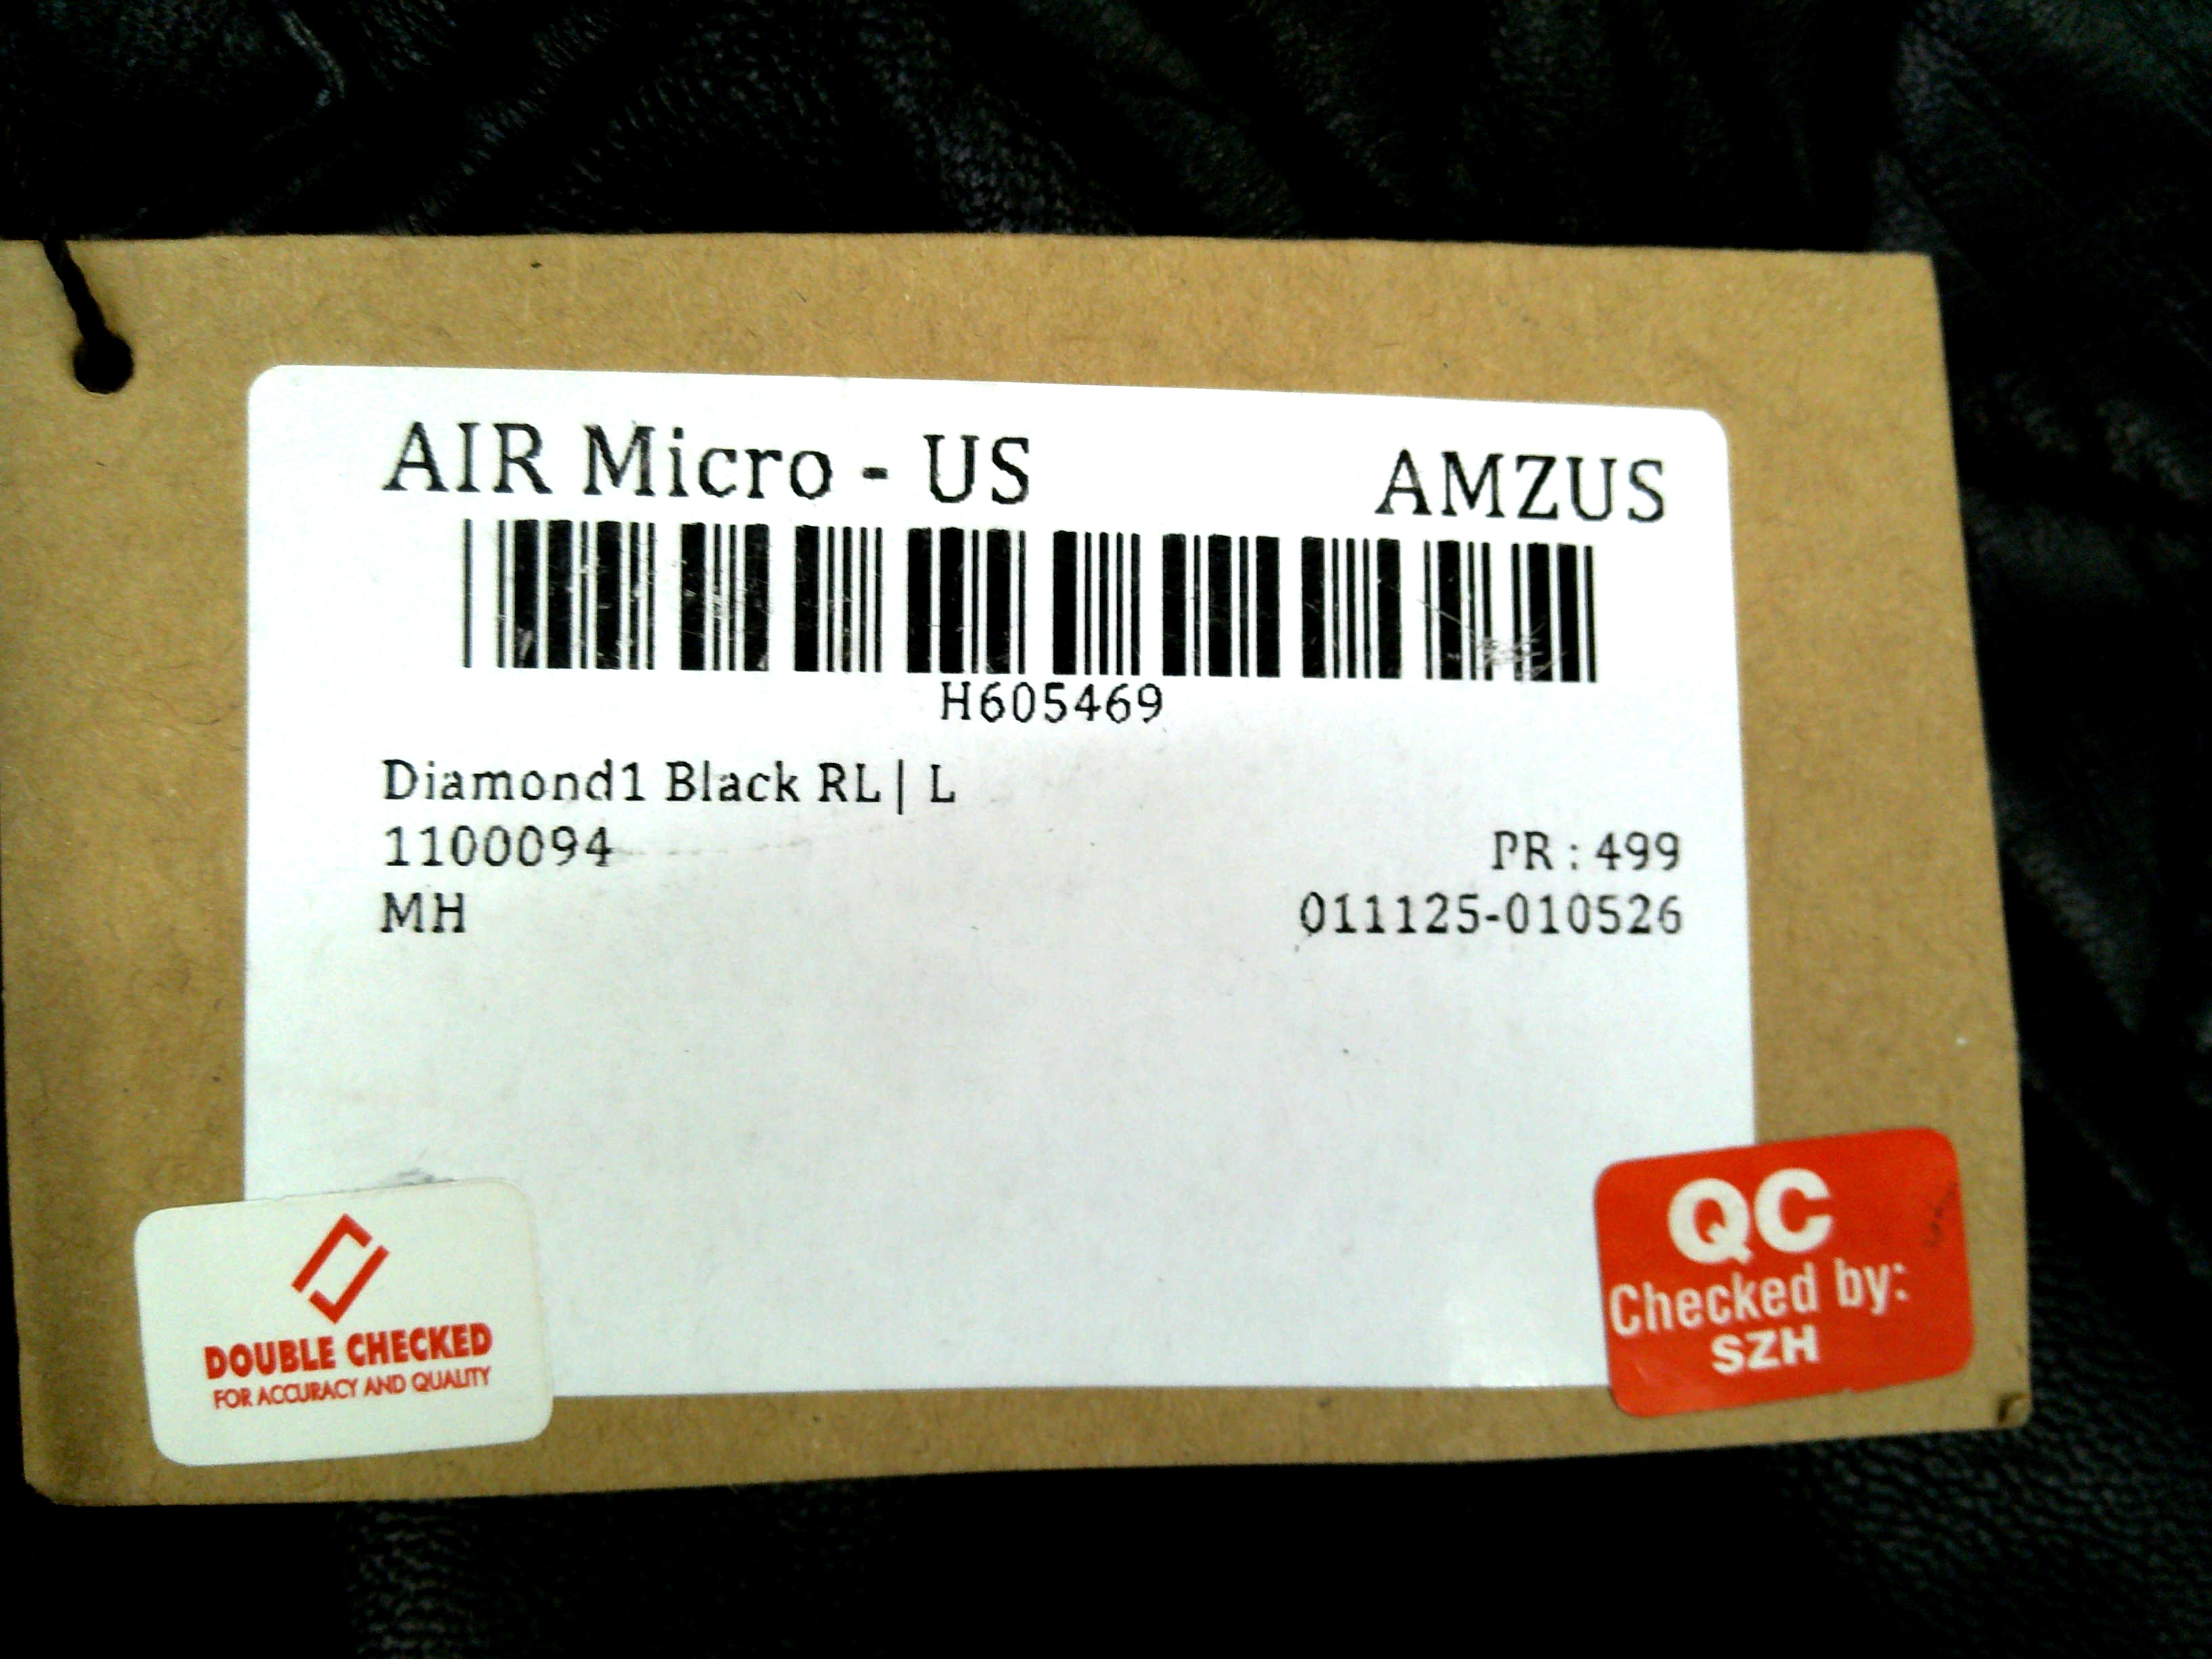 AIR Micro - US AMZUS
H605469
Diamond1 Black RL| L
1100094 PR : 499
MH 011125-010526
DOUBLE CHECKED
FOR ACCURACY AND QUALITY
QC
Checked by:
SZH